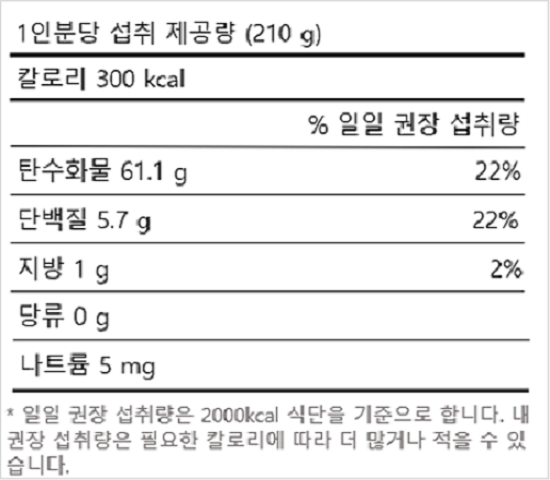 1인분당 섭취 제공량 (210 g)
칼로리 300 kcal
% 일일 권장 섭취량
탄수화물 61.1 g 22%
단백질 5.7 g 22%
지방 1 g 2%
당류 0 g
나트륨 5 mg
* 일일 권장 섭취량은 2000kcal 식단을 기준으로 합니다. 내
권장 섭취량은 필요한 칼로리에 따라 더 많거나 적을 수 있
습니다.